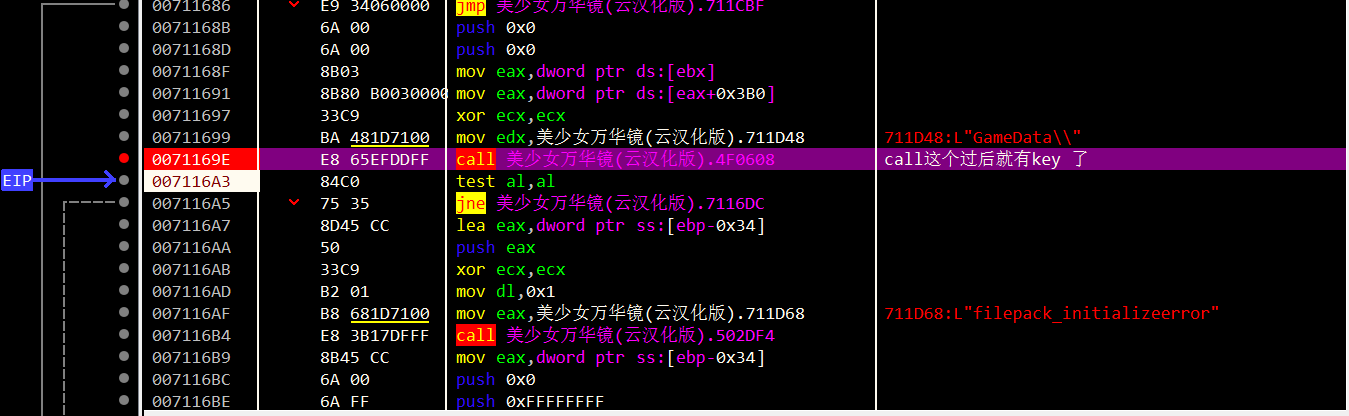 00711686 E9 34060000 jmp 美少女万华镜(云汉化版).711CBF
0071168B 6A 00 push 0x0
0071168D 6A 00 push 0x0
0071168F 8B03 mov eax,dword ptr ds:[ebx]
00711691 8B80 B0030000 mov eax,dword ptr ds:[eax+0x3B0]
00711697 33C9 xor ecx,ecx
00711699 BA 481D7100 mov edx,美少女万华镜(云汉化版).711D48 711D48:L"GameData\\"
0071169E E8 65EFDDFF call 美少女万华镜(云汉化版).4F0608 call这个过后就有key 了
EIP 007116A3 84C0 test al,al
007116A5 75 35 jne 美少女万华镜(云汉化版).7116DC
007116A7 8D45 CC lea eax,dword ptr ss:[ebp-0x34]
007116AA 50 push eax
007116AB 33C9 xor ecx,ecx
007116AD B2 01 mov dl,0x1
007116AF B8 681D7100 mov eax,美少女万华镜(云汉化版).711D68 711D68:L"filepack_initializeerror"
007116B4 E8 3B17DFFF call 美少女万华镜(云汉化版).502DF4
007116B9 8B45 CC mov eax,dword ptr ss:[ebp-0x34]
007116BC 6A 00 push 0x0
007116BE 6A FF push 0xFFFFFFFF